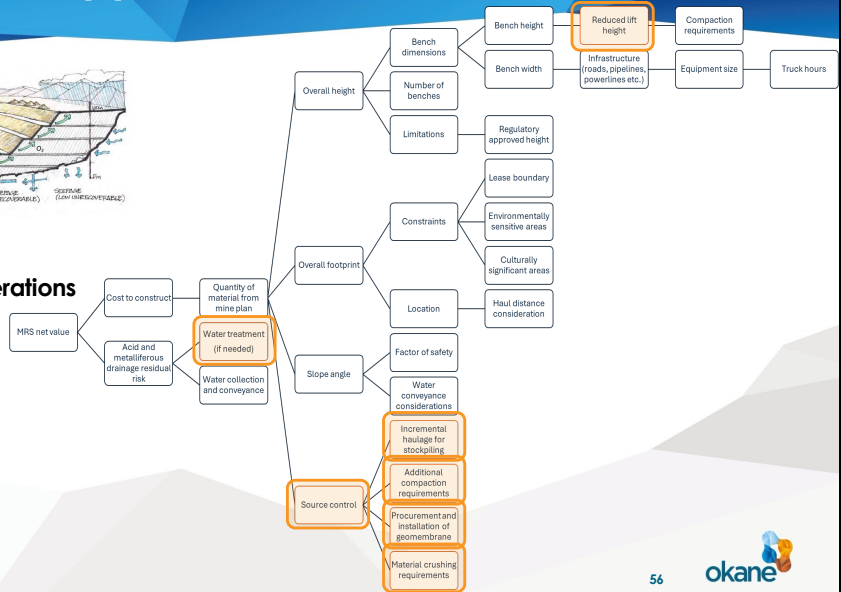 Bench height
Reduced lift
height
Compaction
requirements
Bench
dimensions
Bench width
Infrastructure
(roads, pipelines,
powerlines etc.)
Equipment size
Truck hours
Overall height
Number of
benches
Limitations
Regulatory
approved height
O₂
SEEPAGE
(LOW UNRECOVERABLE)
Lease boundary
Constraints
Environmentally
sensitive areas
Overall footprint
Culturally
significant areas
erations
Cost to construct
Quantity of
material from
mine plan
Location
Haul distance
consideration
MRS net value
Water treatment
(if needed)
Acid and
metalliferous
drainage residual
risk
Water collection
and conveyance
Factor of safety
Slope angle
Water
conveyance
considerations
Incremental
haulage for
stockpiling
Additional
compaction
requirements
Source control
Procurement and
installation of
geomembrane
Material crushing
requirements
56
okane